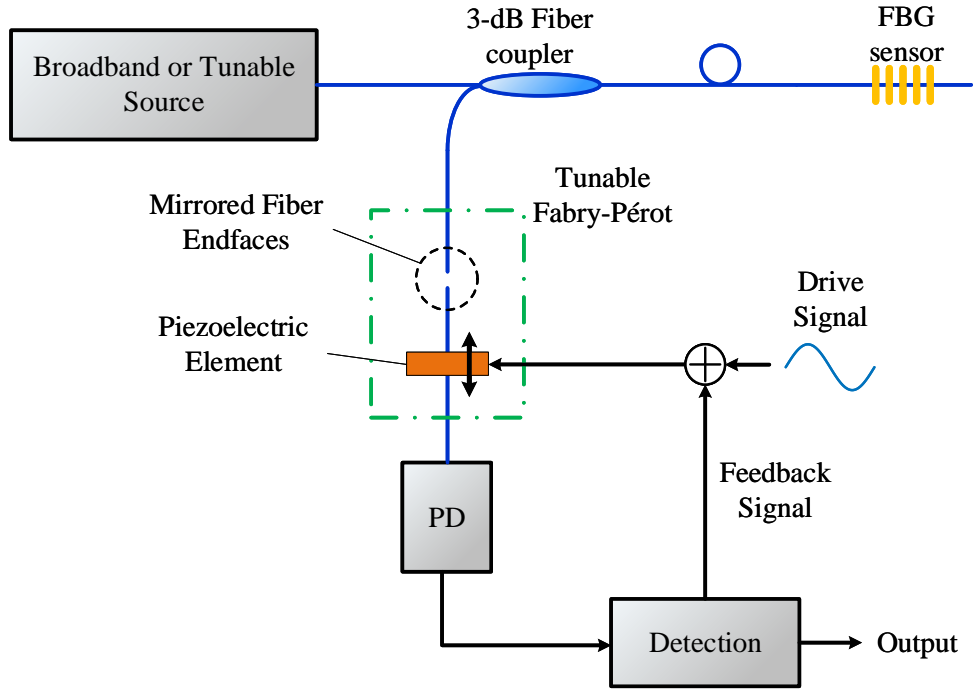 3-dB Fiber
coupler
FBG
sensor
Broadband or Tunable
Source
Tunable
Fabry-Pérot
Mirrored Fiber
Endfaces
Drive
Signal
Piezoelectric
Element
Feedback
Signal
PD
Detection
Output